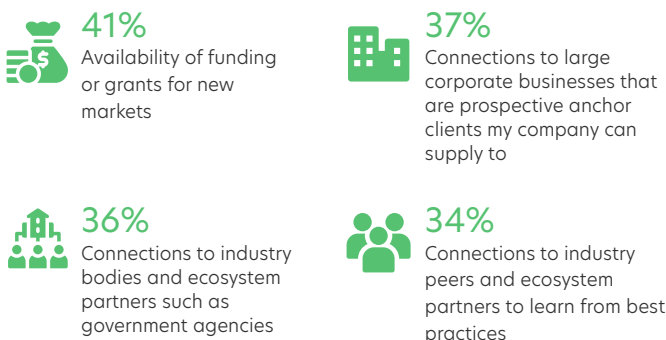 41%
Availability of funding
or grants for new
markets
37%
Connections to large
corporate businesses that
are prospective anchor
clients my company can
supply to
36%
Connections to industry
bodies and ecosystem
partners such as
government agencies
34%
Connections to industry
peers and ecosystem
partners to learn from best
practices